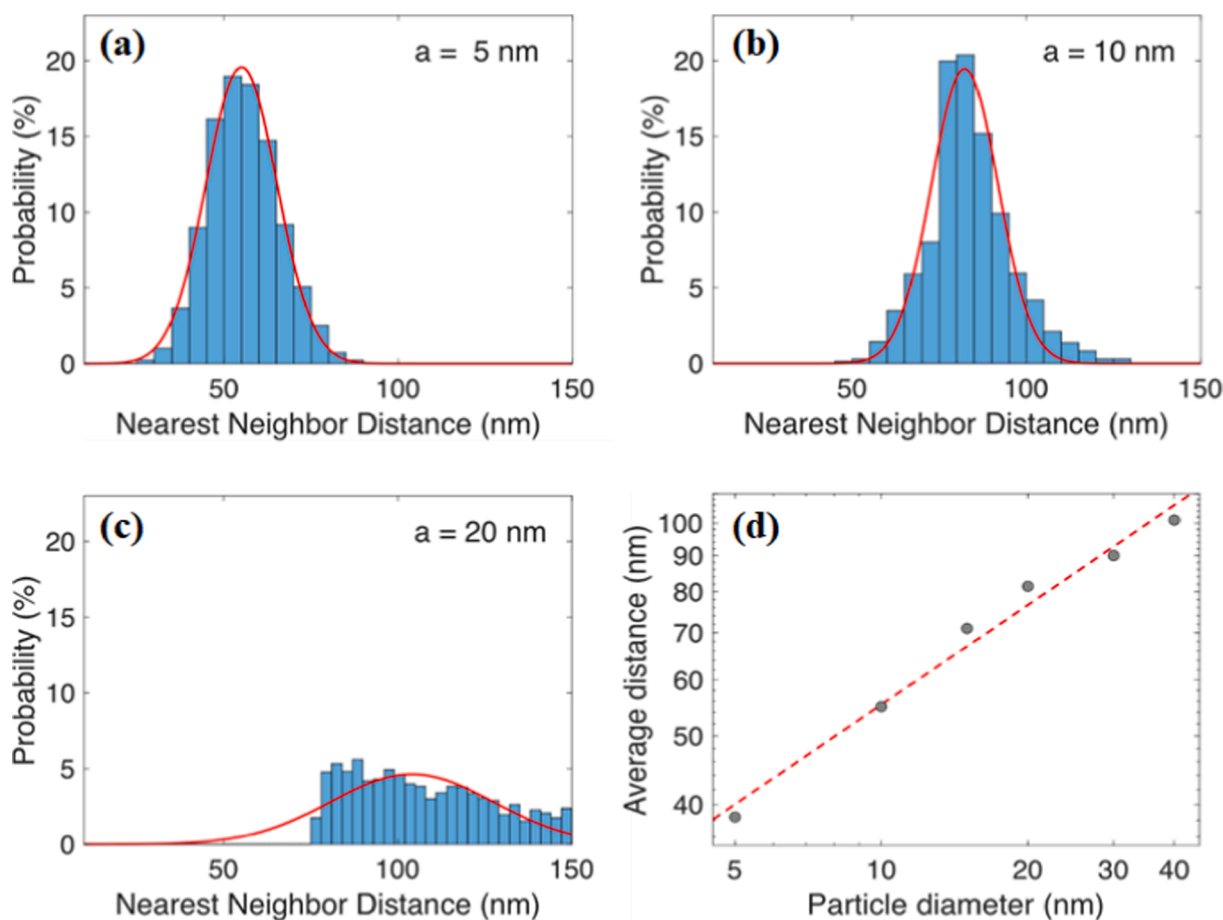 (a)
a = 5 nm
Probability (%)
20
15
10
5
0
50
100
150
Nearest Neighbor Distance (nm)
(b)
a = 10 nm
Probability (%)
20
15
10
5
0
50
100
150
Nearest Neighbor Distance (nm)
(c)
a = 20 nm
Probability (%)
20
15
10
5
0
50
100
150
Nearest Neighbor Distance (nm)
(d)
Average distance (nm)
100
90
80
70
60
50
40
5
10
20
30
40
Particle diameter (nm)